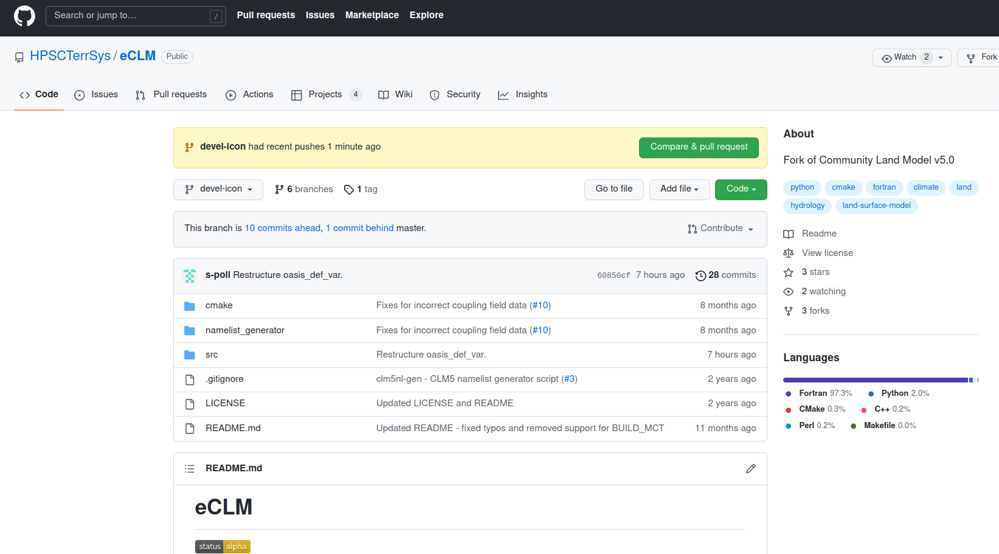 Search or jump to… / Pull requests Issues Marketplace Explore
HPSCTerrSys / eCLM Public Watch 2 Fork
Code Issues Pull requests Actions Projects 4 Wiki Security Insights
devel-icon had recent pushes 1 minute ago Compare & pull request
devel-icon 6 branches 1 tag Go to file Add file Code
This branch is 10 commits ahead, 1 commit behind master. Contribute
s-poll Restructure oasis_def_var. 60850cf 7 hours ago 28 commits
cmake Fixes for incorrect coupling field data (#10) 8 months ago
namelist_generator Fixes for incorrect coupling field data (#10) 8 months ago
src Restructure oasis_def_var. 7 hours ago
.gitignore clm5nl-gen - CLM5 namelist generator script (#3) 2 years ago
LICENSE Updated LICENSE and README 2 years ago
README.md Updated README - fixed typos and removed support for BUILD_MCT 11 months ago
README.md
eCLM
status alpha
About
Fork of Community Land Model v5.0
python cmake fortran climate land
hydrology land-surface-model
Readme
View license
3 stars
2 watching
3 forks
Languages
Fortran 97.3% Python 2.0%
CMake 0.3% C++ 0.2%
Perl 0.2% Makefile 0.0%